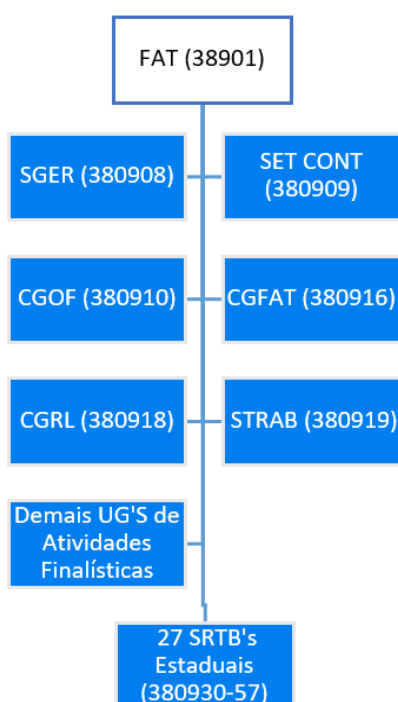 FAT (38901)
SGER (380908)
SET CONT
(380909)
CGOF (380910)
CGFAT (380916)
CGRL (380918)
STRAB (380919)
Demais UG'S de
Atividades
Finalísticas
27 SRTB's
Estaduais
(380930-57)